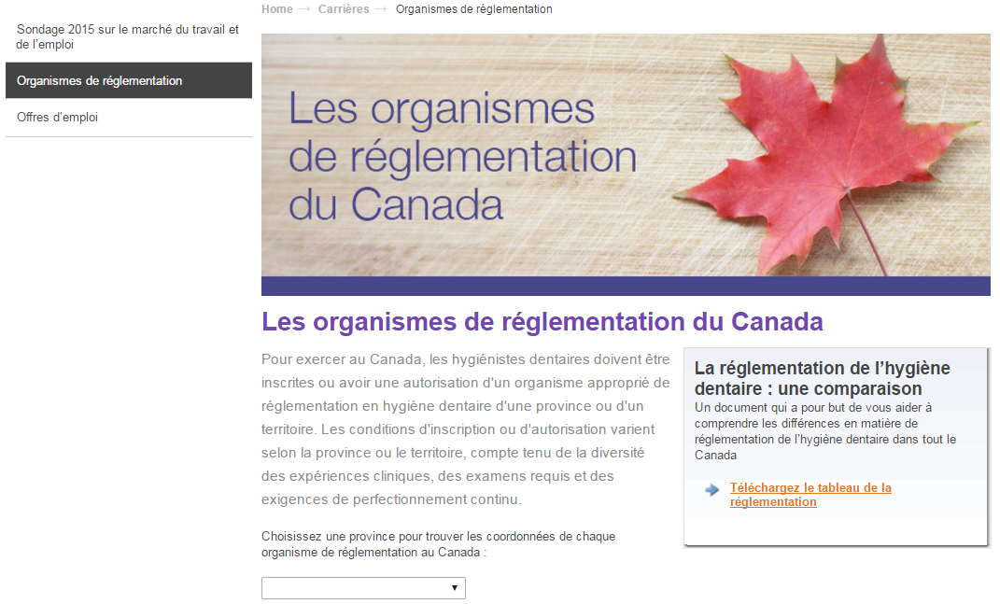 Home → Carrières → Organismes de réglementation
Sondage 2015 sur le marché du travail et
de l’emploi
Organismes de réglementation
Offres d’emploi
Les organismes
de réglementation
du Canada
Les organismes de réglementation du Canada
Pour exercer au Canada, les hygiénistes dentaires doivent être
inscrites ou avoir une autorisation d'un organisme approprié de
réglementation en hygiène dentaire d'une province ou d'un
territoire. Les conditions d'inscription ou d'autorisation varient
selon la province ou le territoire, compte tenu de la diversité
des expériences cliniques, des examens requis et des
exigences de perfectionnement continu.
Choisissez une province pour trouver les coordonnées de chaque
organisme de réglementation au Canada :
La réglementation de l’hygiène
dentaire : une comparaison
Un document qui a pour but de vous aider à
comprendre les différences en matière de
réglementation de l’hygiène dentaire dans tout le
Canada
Téléchargez le tableau de la
réglementation